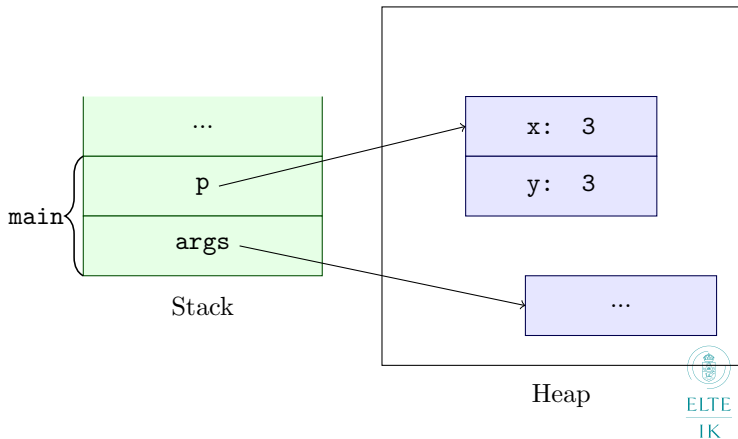 ...
x: 3
p
y: 3
main
args
...
Stack
Heap
ELTE
IK